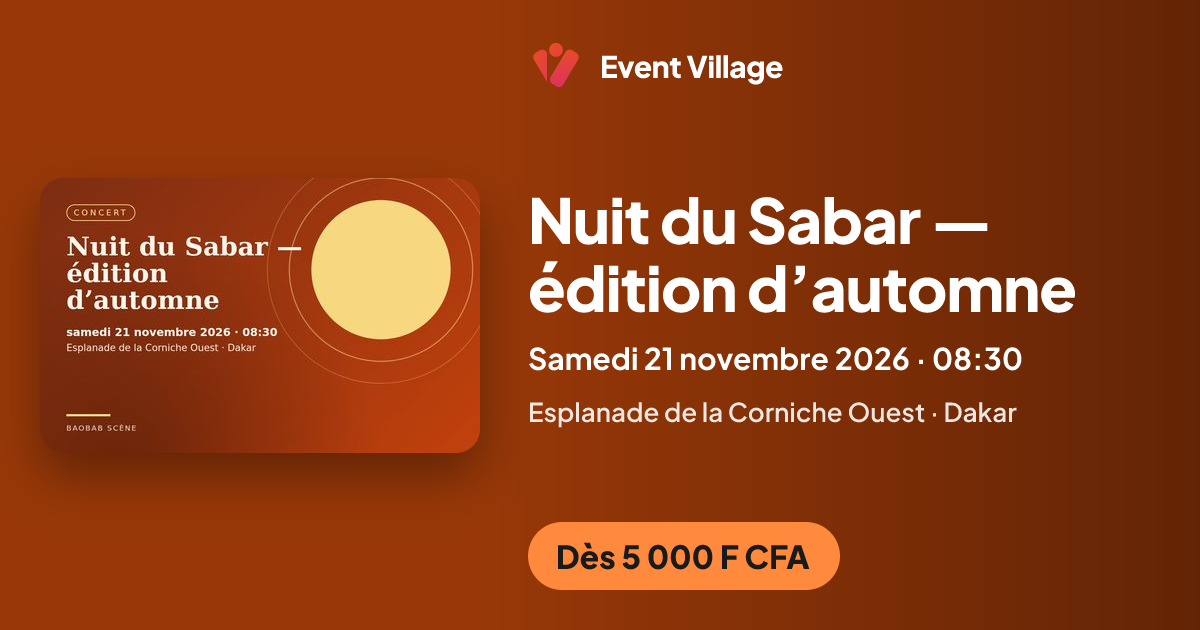 Event Village
CONCERT
Nuit du Sabar —
édition
d’automne
samedi 21 novembre 2026 · 08:30
Esplanade de la Corniche Ouest · Dakar
BAOBAB SCÈNE
Nuit du Sabar —
édition d’automne
Samedi 21 novembre 2026 · 08:30
Esplanade de la Corniche Ouest · Dakar
Dès 5 000 F CFA